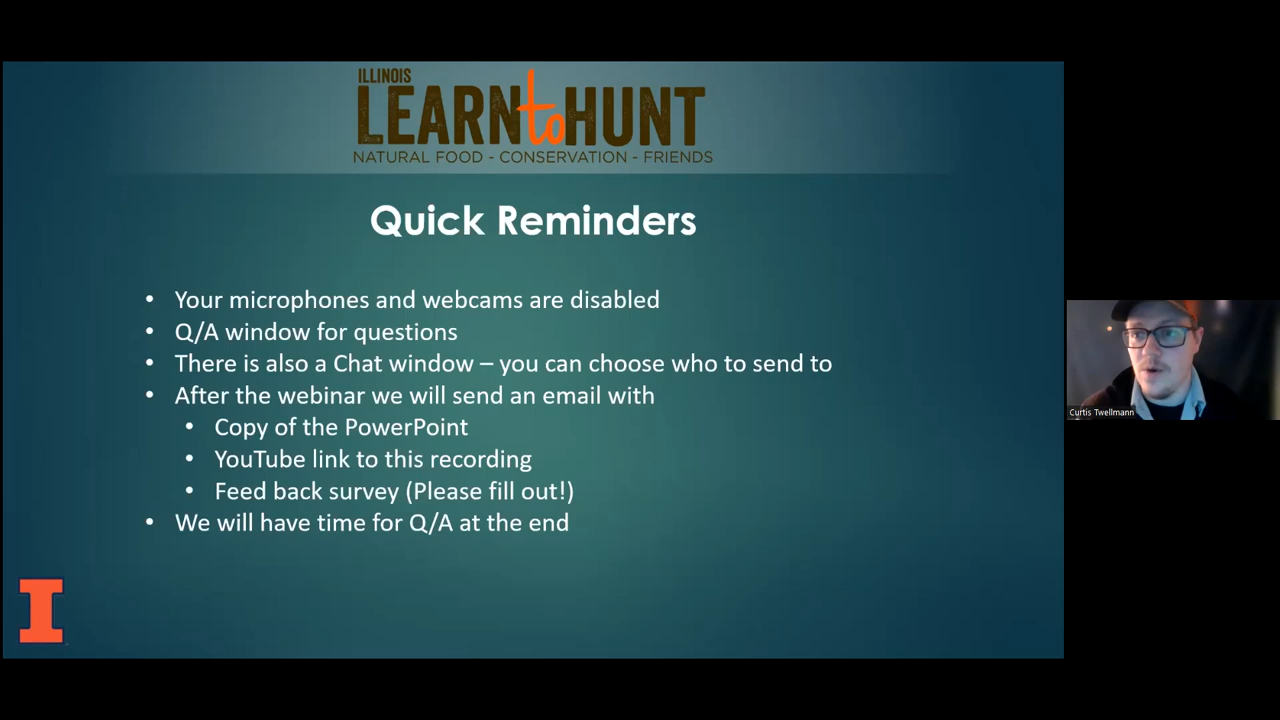 ILLINOIS
LEARN to HUNT
NATURAL FOOD - CONSERVATION - FRIENDS
Quick Reminders
• Your microphones and webcams are disabled
• Q/A window for questions
• There is also a Chat window – you can choose who to send to
• After the webinar we will send an email with
• Copy of the PowerPoint
• YouTube link to this recording
• Feed back survey (Please fill out!)
• We will have time for Q/A at the end
I
Curtis Twellmann